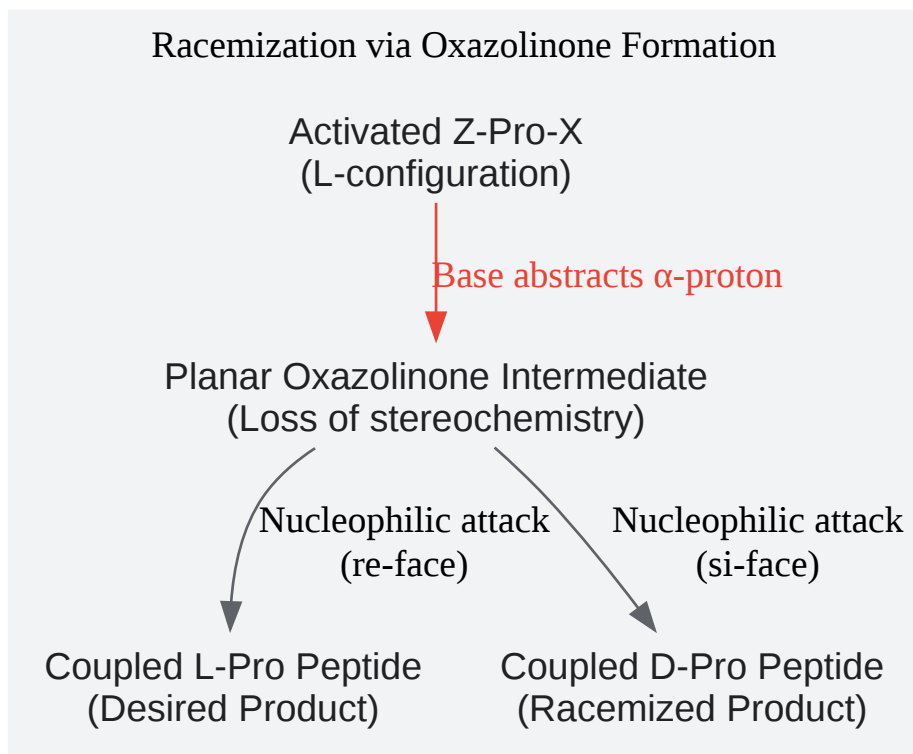 Racemization via Oxazolinone Formation
Activated Z-Pro-X
(L-configuration)
Base abstracts α-proton
Planar Oxazolinone Intermediate
(Loss of stereochemistry)
Nucleophilic attack
(re-face)
Nucleophilic attack
(si-face)
Coupled L-Pro Peptide
(Desired Product)
Coupled D-Pro Peptide
(Racemized Product)